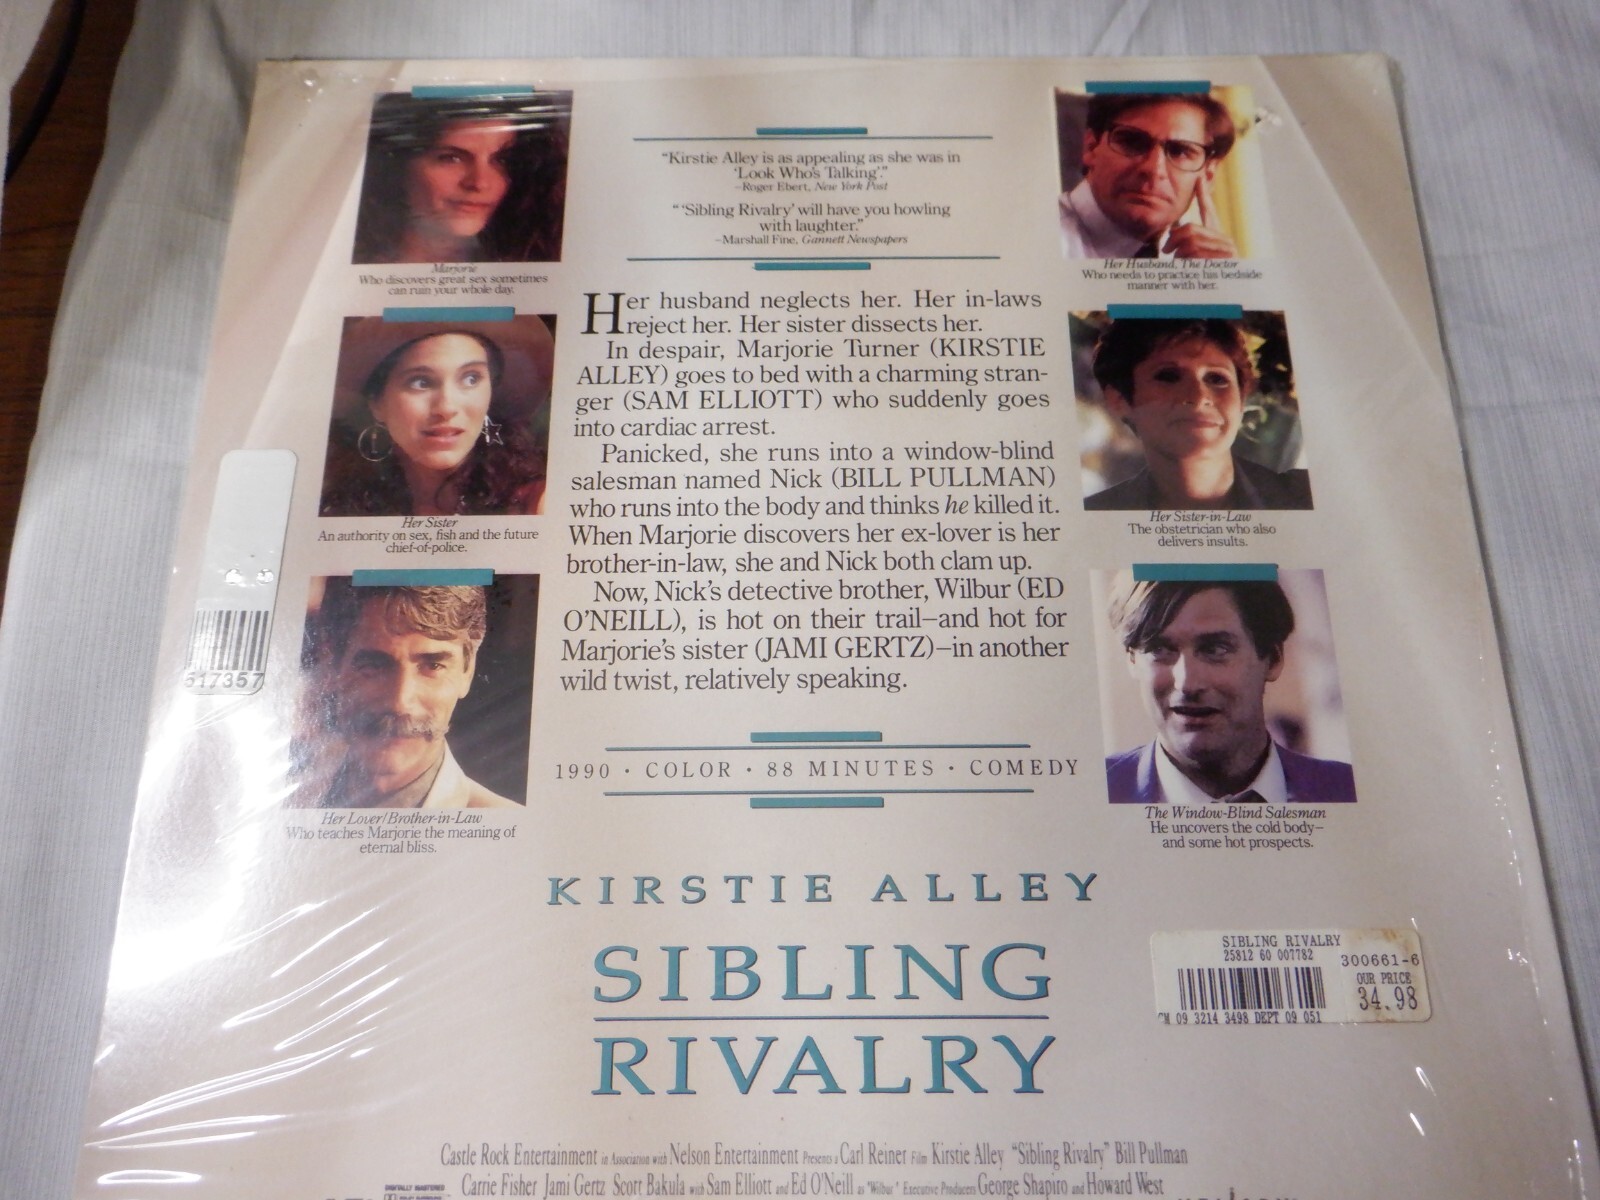 "Kirstie Alley is as appealing as she was in
'Look Who's Talking'."
–Roger Ebert, New York Post
"'Sibling Rivalry' will have you howling
with laughter."
–Marshall Fine, Gannett Newspapers
Marjorie
Who discovers great sex sometimes
can ruin your whole day.
Her Husband, The Doctor
Who needs to practice his bedside
manner with her.
Her Sister
An authority on sex, fish and the future
chief-of-police.
Her Sister-in-Law
The obstetrician who also
delivers insults.
Her Lover/Brother-in-Law
Who teaches Marjorie the meaning of
eternal bliss.
The Window-Blind Salesman
He uncovers the cold body–
and some hot prospects.
Her husband neglects her. Her in-laws
reject her. Her sister dissects her.
In despair, Marjorie Turner (KIRSTIE
ALLEY) goes to bed with a charming stran-
ger (SAM ELLIOTT) who suddenly goes
into cardiac arrest.
Panicked, she runs into a window-blind
salesman named Nick (BILL PULLMAN)
who runs into the body and thinks he killed it.
When Marjorie discovers her ex-lover is her
brother-in-law, she and Nick both clam up.
Now, Nick's detective brother, Wilbur (ED
O'NEILL), is hot on their trail–and hot for
Marjorie's sister (JAMI GERTZ)–in another
wild twist, relatively speaking.
517357
1990 · COLOR · 88 MINUTES · COMEDY
KIRSTIE ALLEY
SIBLING
RIVALRY
SIBLING RIVALRY
25812 60 007782
300661-6
OUR PRICE
34.98
09 3214 3498 DEPT 09 051
Castle Rock Entertainment in Association with Nelson Entertainment Presents a Carl Reiner Film Kirstie Alley "Sibling Rivalry" Bill Pullman
DIGITALLY MASTERED
Carrie Fisher Jami Gertz Scott Bakula with Sam Elliott and Ed O'Neill as "Wilbur" Executive Producers George Shapiro and Howard West